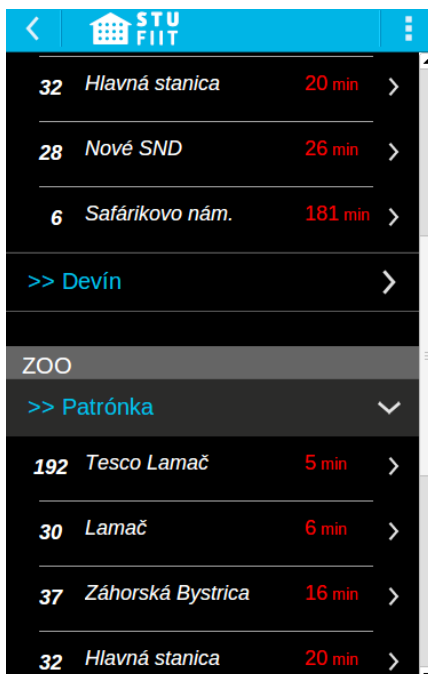 STU
FIIT
32 Hlavná stanica 20 min
28 Nové SND 26 min
6 Safárikovo nám. 181 min
>> Devín
ZOO
>> Patrónka
192 Tesco Lamač 5 min
30 Lamač 6 min
37 Záhorská Bystrica 16 min
32 Hlavná stanica 20 min